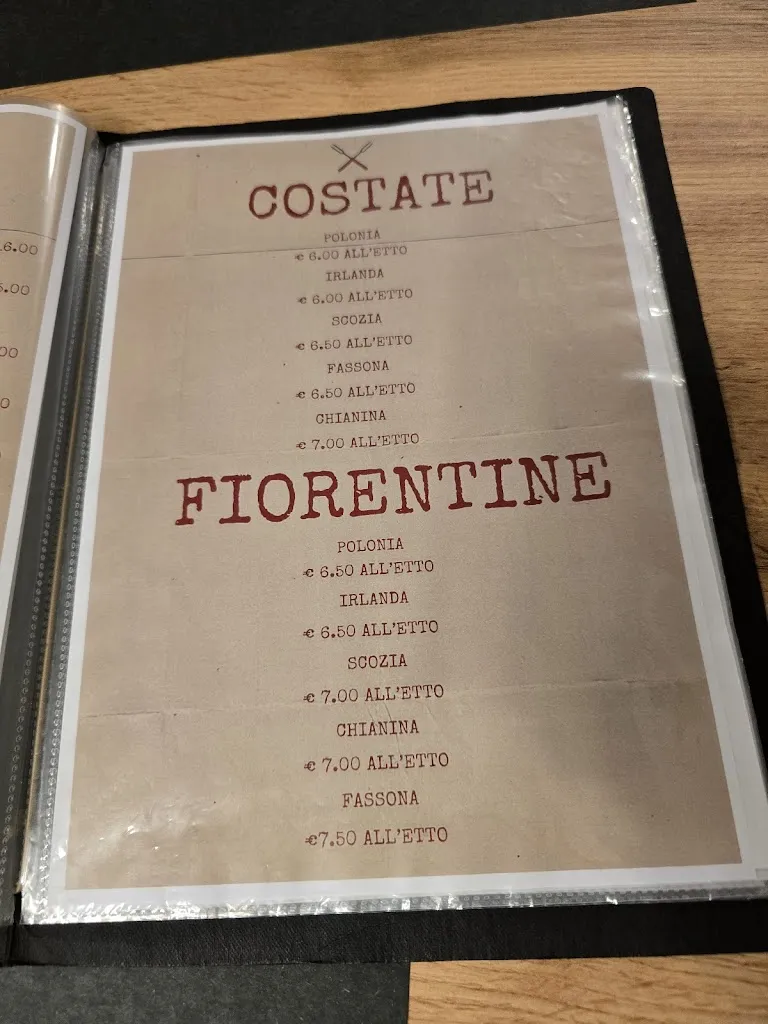 COSTATE
POLONIA
€ 6.00 ALL'ETTO
IRLANDA
€ 6.00 ALL'ETTO
SCOZIA
€ 6.50 ALL'ETTO
FASSONA
€ 6.50 ALL'ETTO
CHIANINA
€ 7.00 ALL'ETTO
FIORENTINE
POLONIA
€ 6.50 ALL'ETTO
IRLANDA
€ 6.50 ALL'ETTO
SCOZIA
€ 7.00 ALL'ETTO
CHIANINA
€ 7.00 ALL'ETTO
FASSONA
€7.50 ALL'ETTO